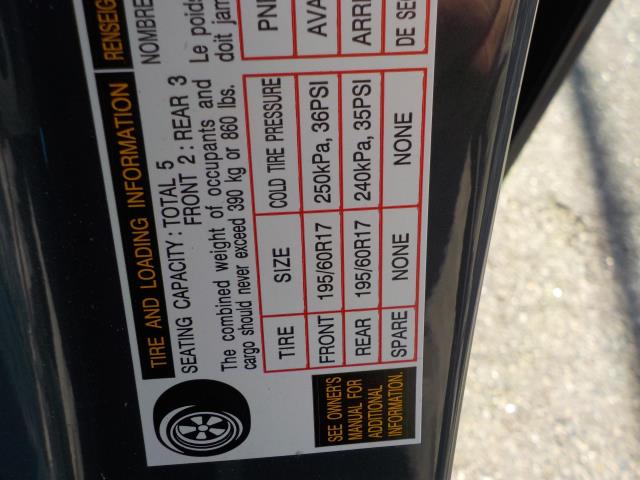 TIRE AND LOADING INFORMATION
SEATING CAPACITY : TOTAL 5
FRONT 2 : REAR 3
The combined weight of occupants and
cargo should never exceed 390 kg or 860 lbs.
TIRE SIZE COLD TIRE PRESSURE
FRONT 195/60R17 250kPa, 36PSI
REAR 195/60R17 240kPa, 35PSI
SPARE NONE NONE
SEE OWNER'S
MANUAL FOR
ADDITIONAL
INFORMATION.
RENSEIG
NOMBRE
Le poids
doit jam
PNE
AVA
ARRI
DE SE